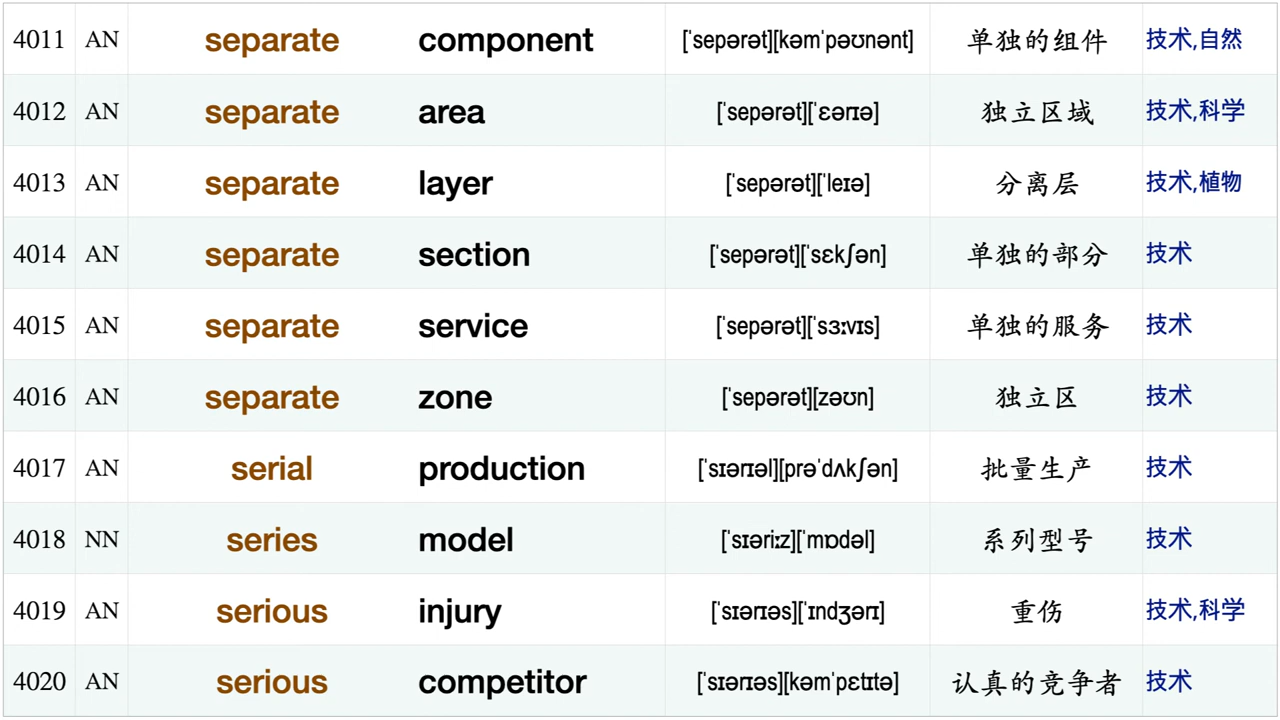 4011 AN separate component [ˈsepərət][kəmˈpəʊnənt] 单独的组件 技术,自然
4012 AN separate area [ˈsepərət][ˈɛərɪə] 独立区域 技术,科学
4013 AN separate layer [ˈsepərət][ˈleɪə] 分离层 技术,植物
4014 AN separate section [ˈsepərət][ˈsɛkʃən] 单独的部分 技术
4015 AN separate service [ˈsepərət][ˈsɜːvɪs] 单独的服务 技术
4016 AN separate zone [ˈsepərət][zəʊn] 独立区 技术
4017 AN serial production [ˈsɪərɪəl][prəˈdʌkʃən] 批量生产 技术
4018 NN series model [ˈsɪəriːz][ˈmɒdəl] 系列型号 技术
4019 AN serious injury [ˈsɪərɪəs][ˈɪndʒərɪ] 重伤 技术,科学
4020 AN serious competitor [ˈsɪərɪəs][kəmˈpɛtɪtə] 认真的竞争者 技术